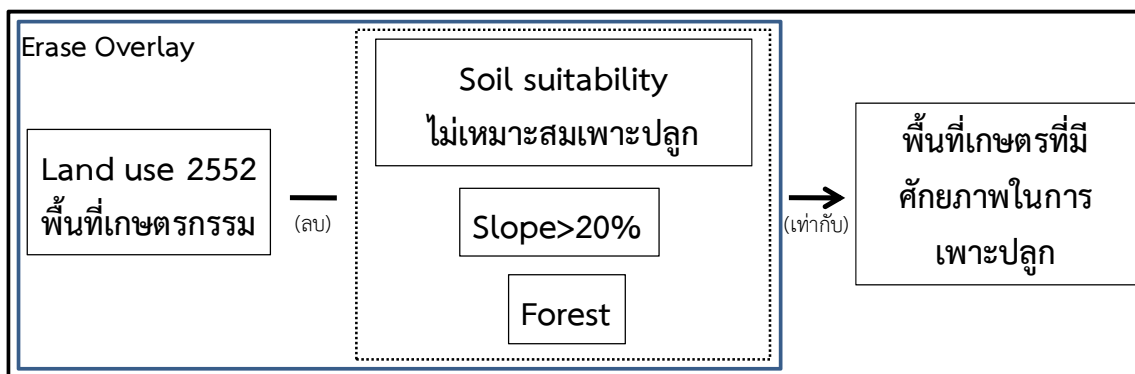 Erase Overlay
Land use 2552
พื้นที่เกษตรกรรม
(ลบ)
Soil suitability
ไม่เหมาะสมเพาะปลูก
Slope>20%
Forest
(เท่ากับ)
พื้นที่เกษตรที่มี
ศักยภาพในการ
เพาะปลูก